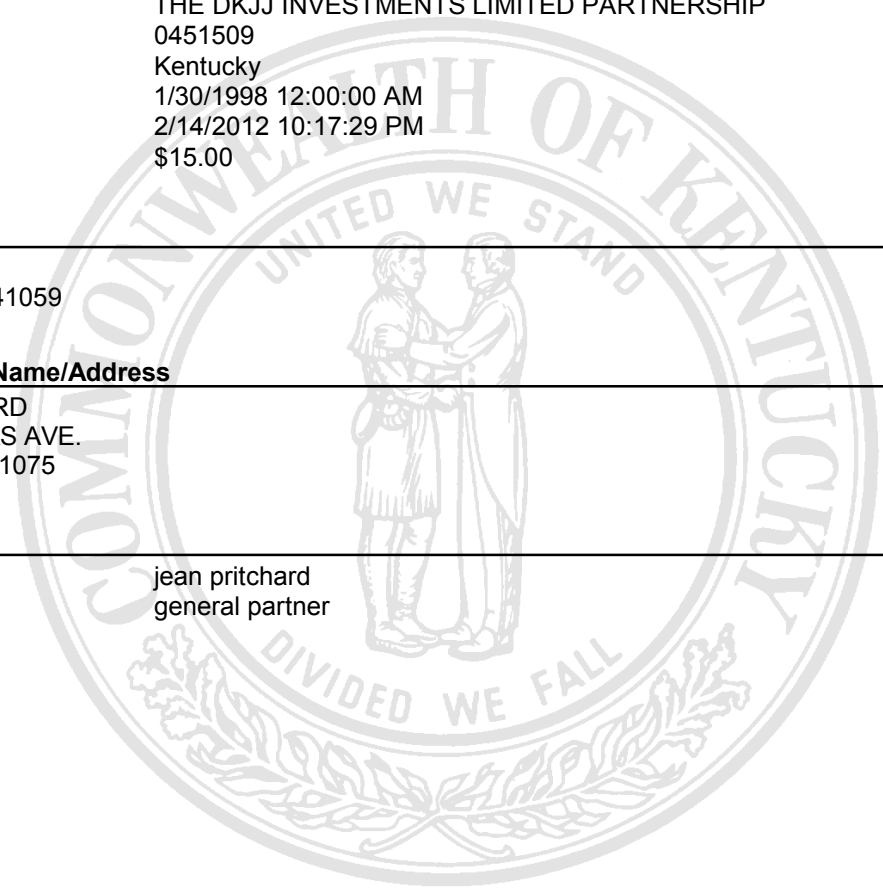 THE DKJJ INVESTMENTS LIMITED PARTNERSHIP
0451509
Kentucky
1/30/1998 12:00:00 AM
2/14/2012 10:17:29 PM
$15.00
COMMONWEALTH OF KENTUCKY
UNITED WE STAND
41059
Name/Address
RD
S AVE.
1075
jean pritchard
general partner
DIVIDED WE FALL